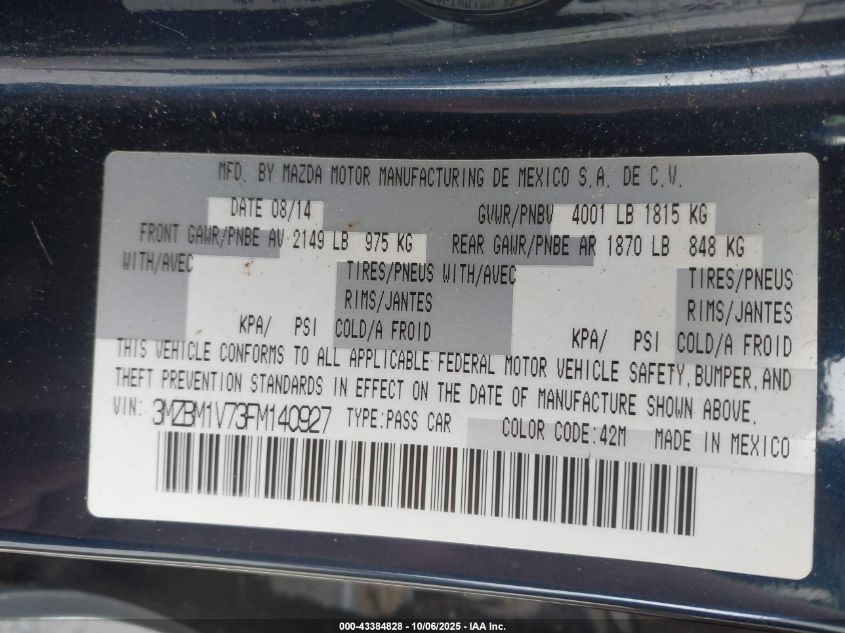 MFD. BY MAZDA MOTOR MANUFACTURING DE MEXICO S.A. DE C.V.
DATE 08/14 GVWR/PNBV 4001 LB 1815 KG
FRONT GAWR/PNBE AV 2149 LB 975 KG REAR GAWR/PNBE AR 1870 LB 848 KG
WITH/AVEC TIRES/PNEUS WITH/AVEC TIRES/PNEUS
RIMS/JANTES RIMS/JANTES
KPA/ PSI COLD/A FROID KPA/ PSI COLD/A FROID
THIS VEHICLE CONFORMS TO ALL APPLICABLE FEDERAL MOTOR VEHICLE SAFETY, BUMPER, AND
THEFT PREVENTION STANDARDS IN EFFECT ON THE DATE OF MANUFACTURE SHOWN ABOVE.
VIN: 3MZBM1V73FM140927 TYPE:PASS CAR COLOR CODE:42M MADE IN MEXICO
000-43384828 - 10/06/2025 - IAA Inc.